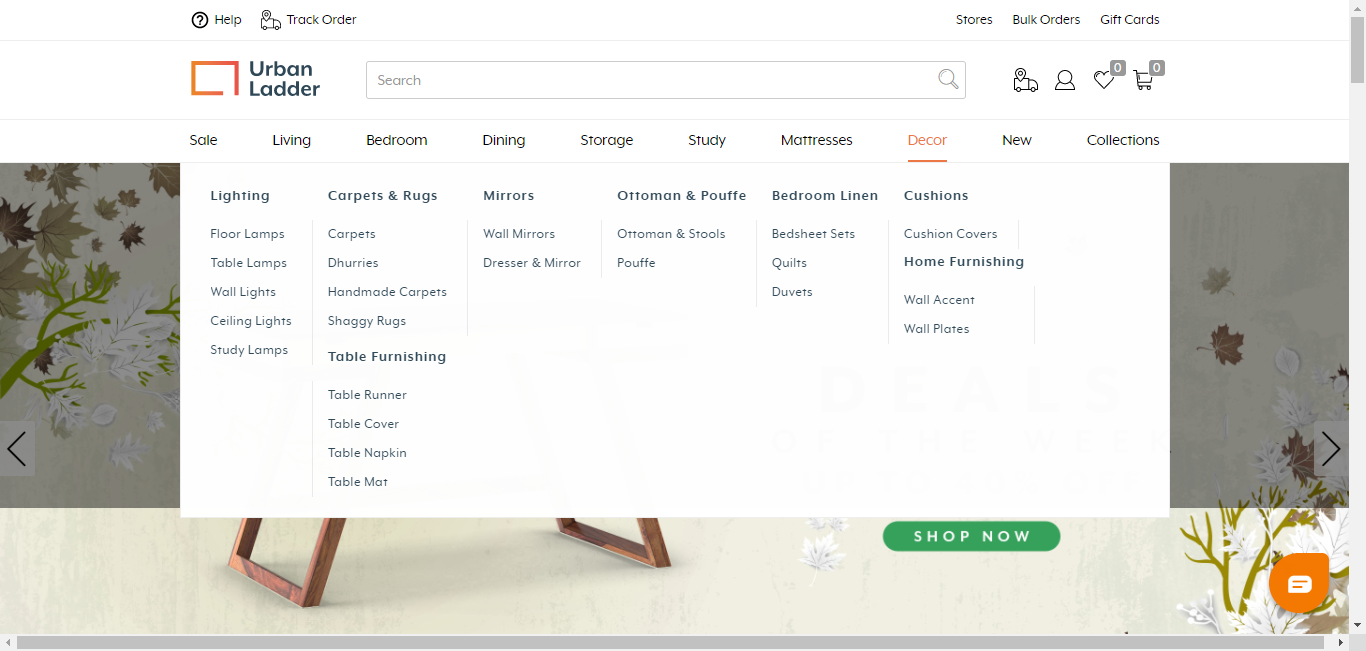 Help
Track Order
Stores
Bulk Orders
Gift Cards
Urban
Ladder
Search
0
0
Sale
Living
Bedroom
Dining
Storage
Study
Mattresses
Decor
New
Collections
Lighting
Floor Lamps
Table Lamps
Wall Lights
Ceiling Lights
Study Lamps
Carpets & Rugs
Carpets
Dhurries
Handmade Carpets
Shaggy Rugs
Table Furnishing
Table Runner
Table Cover
Table Napkin
Table Mat
Mirrors
Wall Mirrors
Dresser & Mirror
Ottoman & Pouffe
Ottoman & Stools
Pouffe
Bedroom Linen
Bedsheet Sets
Quilts
Duvets
Cushions
Cushion Covers
Home Furnishing
Wall Accent
Wall Plates
DEALS
OF THE WEEK
SHOP NOW